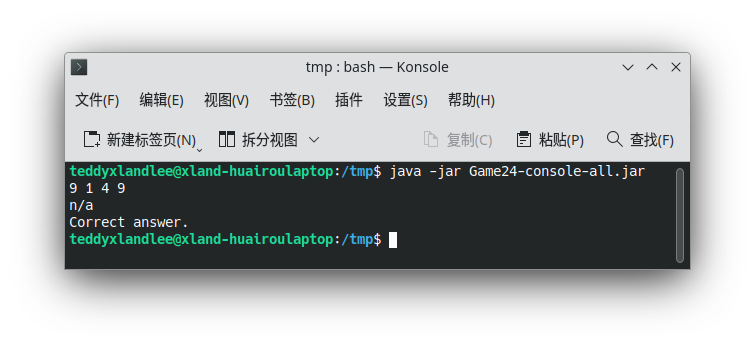 tmp : bash — Konsole
文件(F) 编辑(E) 视图(V) 书签(B) 插件 设置(S) 帮助(H)
新建标签页(N) 拆分视图 复制(C) 粘贴(P) 查找(F)
teddyxlandlee@xland-huairoulaptop:/tmp$ java -jar Game24-console-all.jar
9 1 4 9
n/a
Correct answer.
teddyxlandlee@xland-huairoulaptop:/tmp$